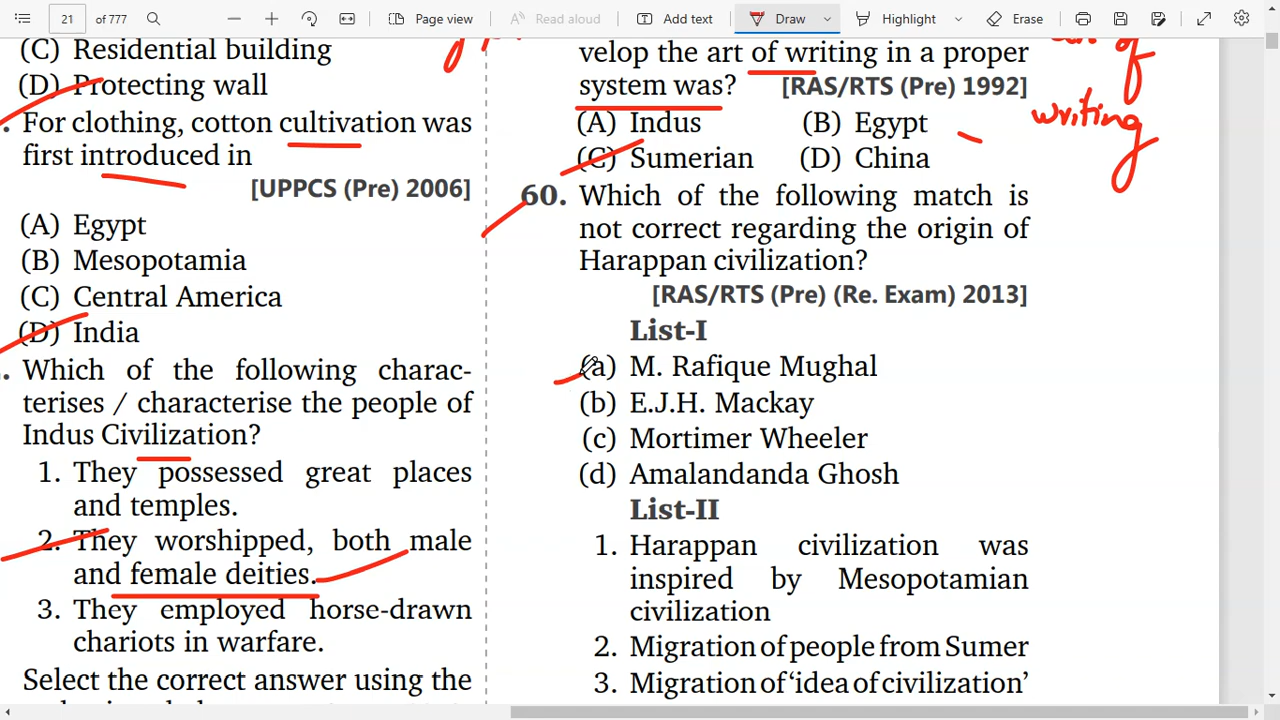 21
of 777
Page view
Read aloud
Add text
Draw
Highlight
Erase
(C) Residential building
(D) Protecting wall
For clothing, cotton cultivation was
first introduced in
[UPPCS (Pre) 2006]
(A) Egypt
(B) Mesopotamia
(C) Central America
(D) India
Which of the following charac-
terises / characterise the people of
Indus Civilization?
1. They possessed great places
and temples.
2. They worshipped, both male
and female deities.
3. They employed horse-drawn
chariots in warfare.
Select the correct answer using the
velop the art of writing in a proper
system was? [RAS/RTS (Pre) 1992]
(A) Indus (B) Egypt
(C) Sumerian (D) China
writing
60. Which of the following match is
not correct regarding the origin of
Harappan civilization?
[RAS/RTS (Pre) (Re. Exam) 2013]
List-I
(a) M. Rafique Mughal
(b) E.J.H. Mackay
(c) Mortimer Wheeler
(d) Amalandanda Ghosh
List-II
1. Harappan civilization was
inspired by Mesopotamian
civilization
2. Migration of people from Sumer
3. Migration of 'idea of civilization'